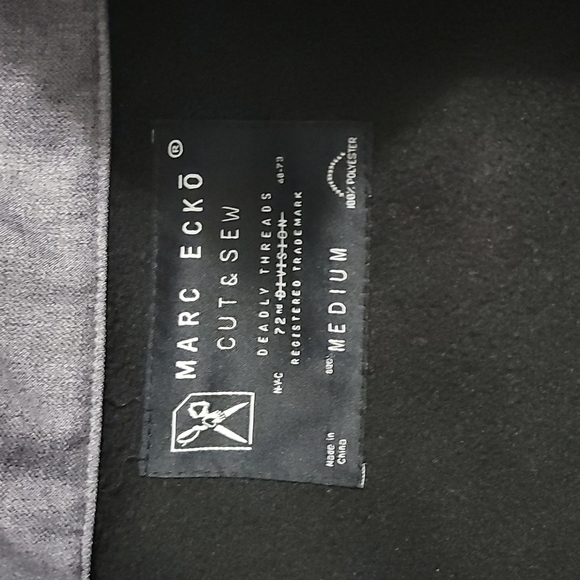 MARC ECKŌ®
CUT & SEW
DEADLY THREADS
N.Y.C 72nd DIVISION
REGISTERED TRADEMARK
MEDIUM
Made in
China
100% POLYESTER